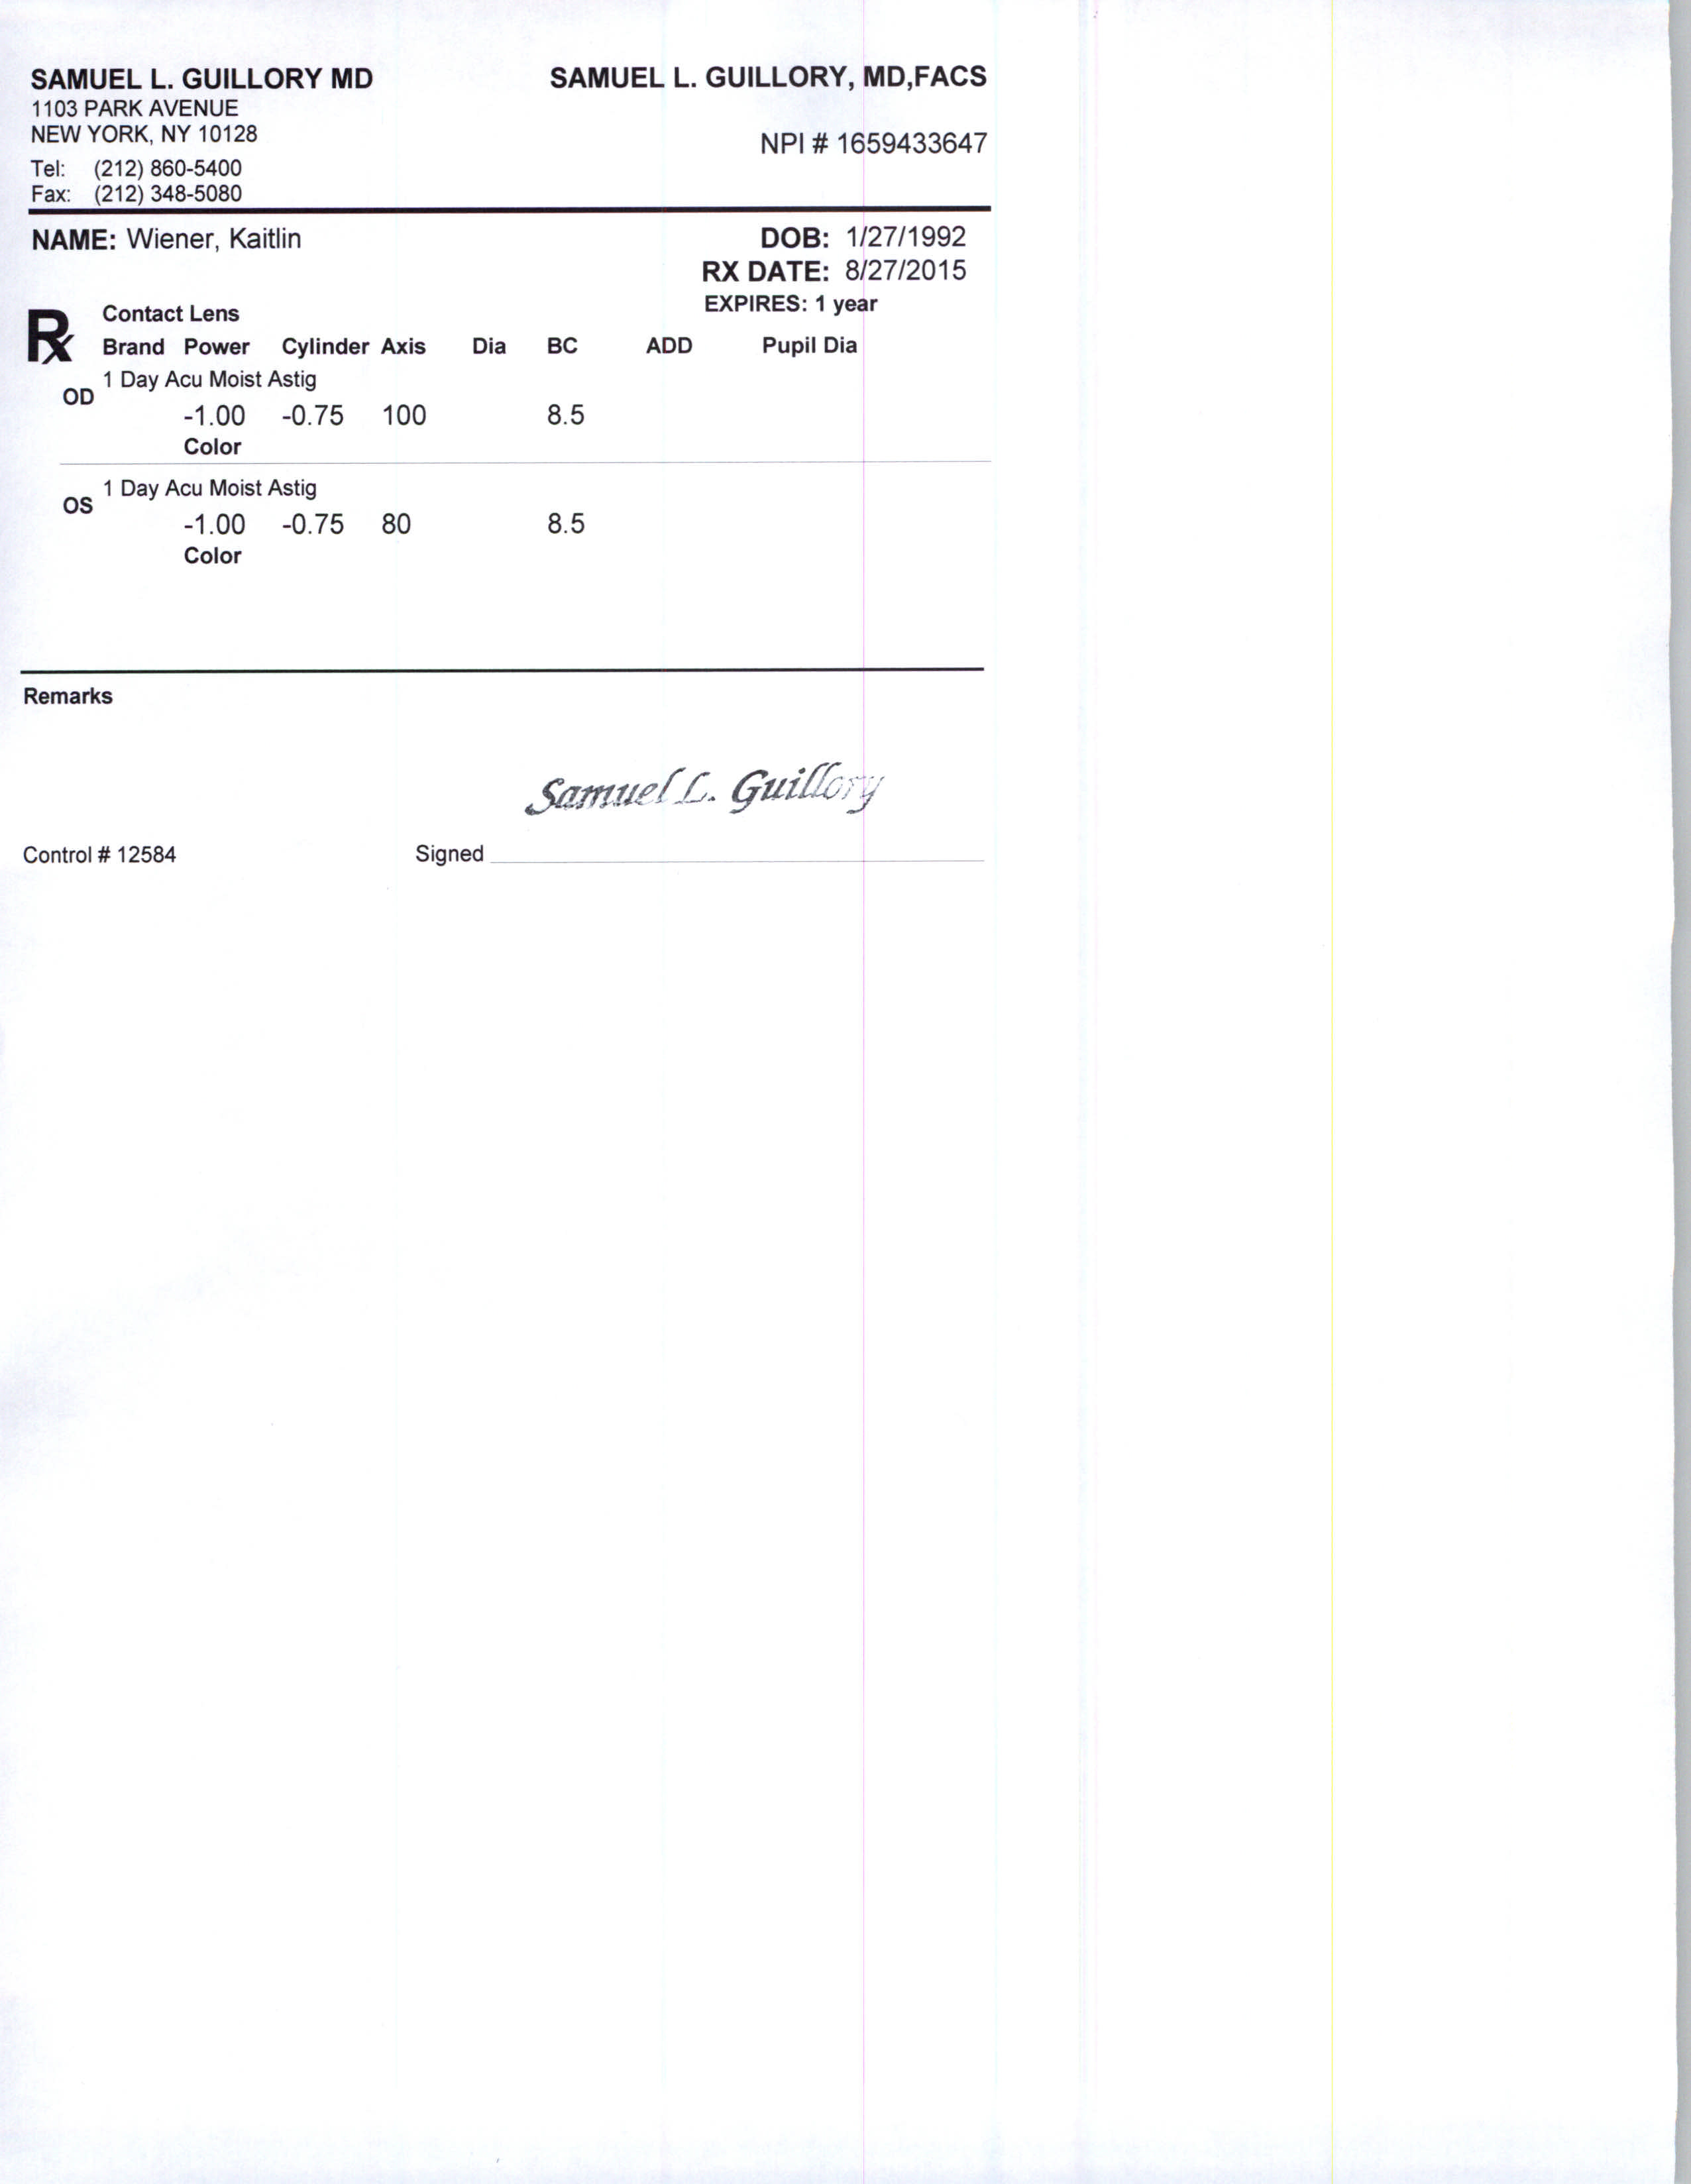 SAMUEL L. GUILLORY MD
SAMUEL L. GUILLORY, MD,FACS
1103 PARK AVENUE
NEW YORK, NY 10128
NPI # 1659433647
Tel: (212) 860-5400
Fax: (212) 348-5080
NAME: Wiener, Kaitlin
DOB: 1/27/1992
RX DATE: 8/27/2015
EXPIRES: 1 year
Rx
Contact Lens
Brand Power Cylinder Axis Dia BC ADD Pupil Dia
OD 1 Day Acu Moist Astig
-1.00 -0.75 100 8.5
Color
OS 1 Day Acu Moist Astig
-1.00 -0.75 80 8.5
Color
Remarks
Samuel L. Guillory
Control # 12584 Signed